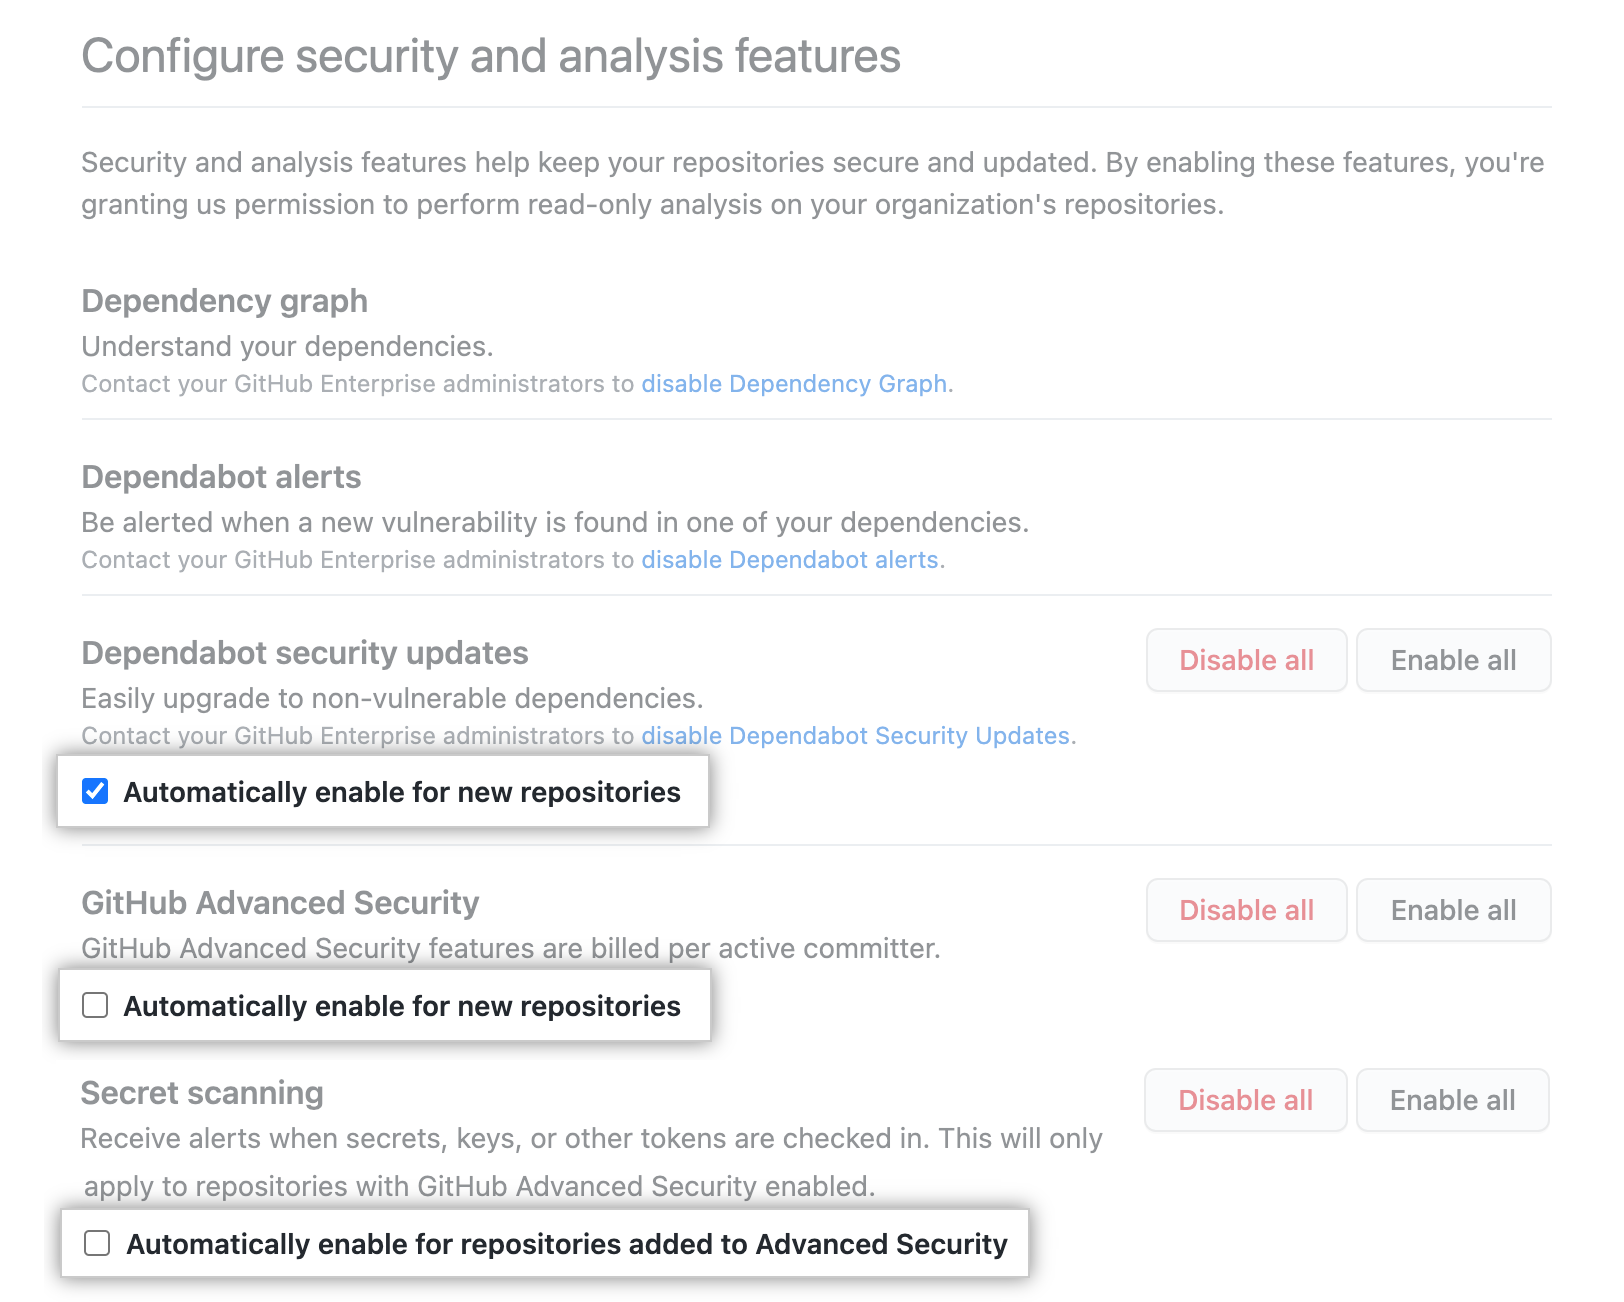 Configure security and analysis features
Security and analysis features help keep your repositories secure and updated. By enabling these features, you're
granting us permission to perform read-only analysis on your organization's repositories.
Dependency graph
Understand your dependencies.
Contact your GitHub Enterprise administrators to disable Dependency Graph.
Dependabot alerts
Be alerted when a new vulnerability is found in one of your dependencies.
Contact your GitHub Enterprise administrators to disable Dependabot alerts.
Dependabot security updates
Disable all
Enable all
Easily upgrade to non-vulnerable dependencies.
Contact your GitHub Enterprise administrators to disable Dependabot Security Updates.
Automatically enable for new repositories
GitHub Advanced Security
Disable all
Enable all
GitHub Advanced Security features are billed per active committer.
Automatically enable for new repositories
Secret scanning
Disable all
Enable all
Receive alerts when secrets, keys, or other tokens are checked in. This will only
apply to repositories with GitHub Advanced Security enabled.
Automatically enable for repositories added to Advanced Security